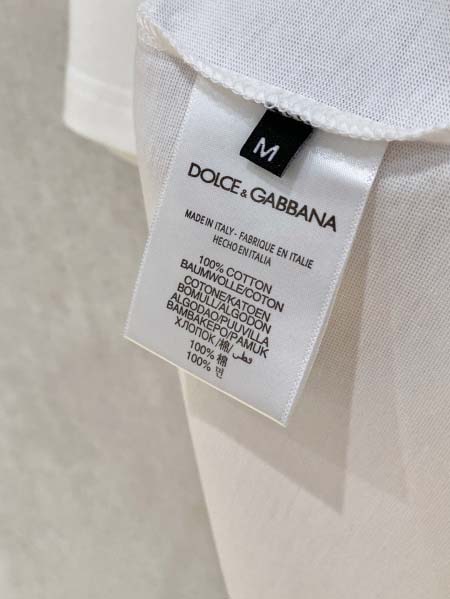 M
DOLCE & GABBANA
MADE IN ITALY - FABRIQUE EN ITALIE
HECHO EN ITALIA
100% COTTON
BAUMWOLLE/COTON
COTONE/KATOEN
BOMULL/ALGODON
ALGODAO/PUUVILLA
BAMBAKEPO/PAMUK
ХЛОПОК/棉/قطن
100% 棉
100% 면